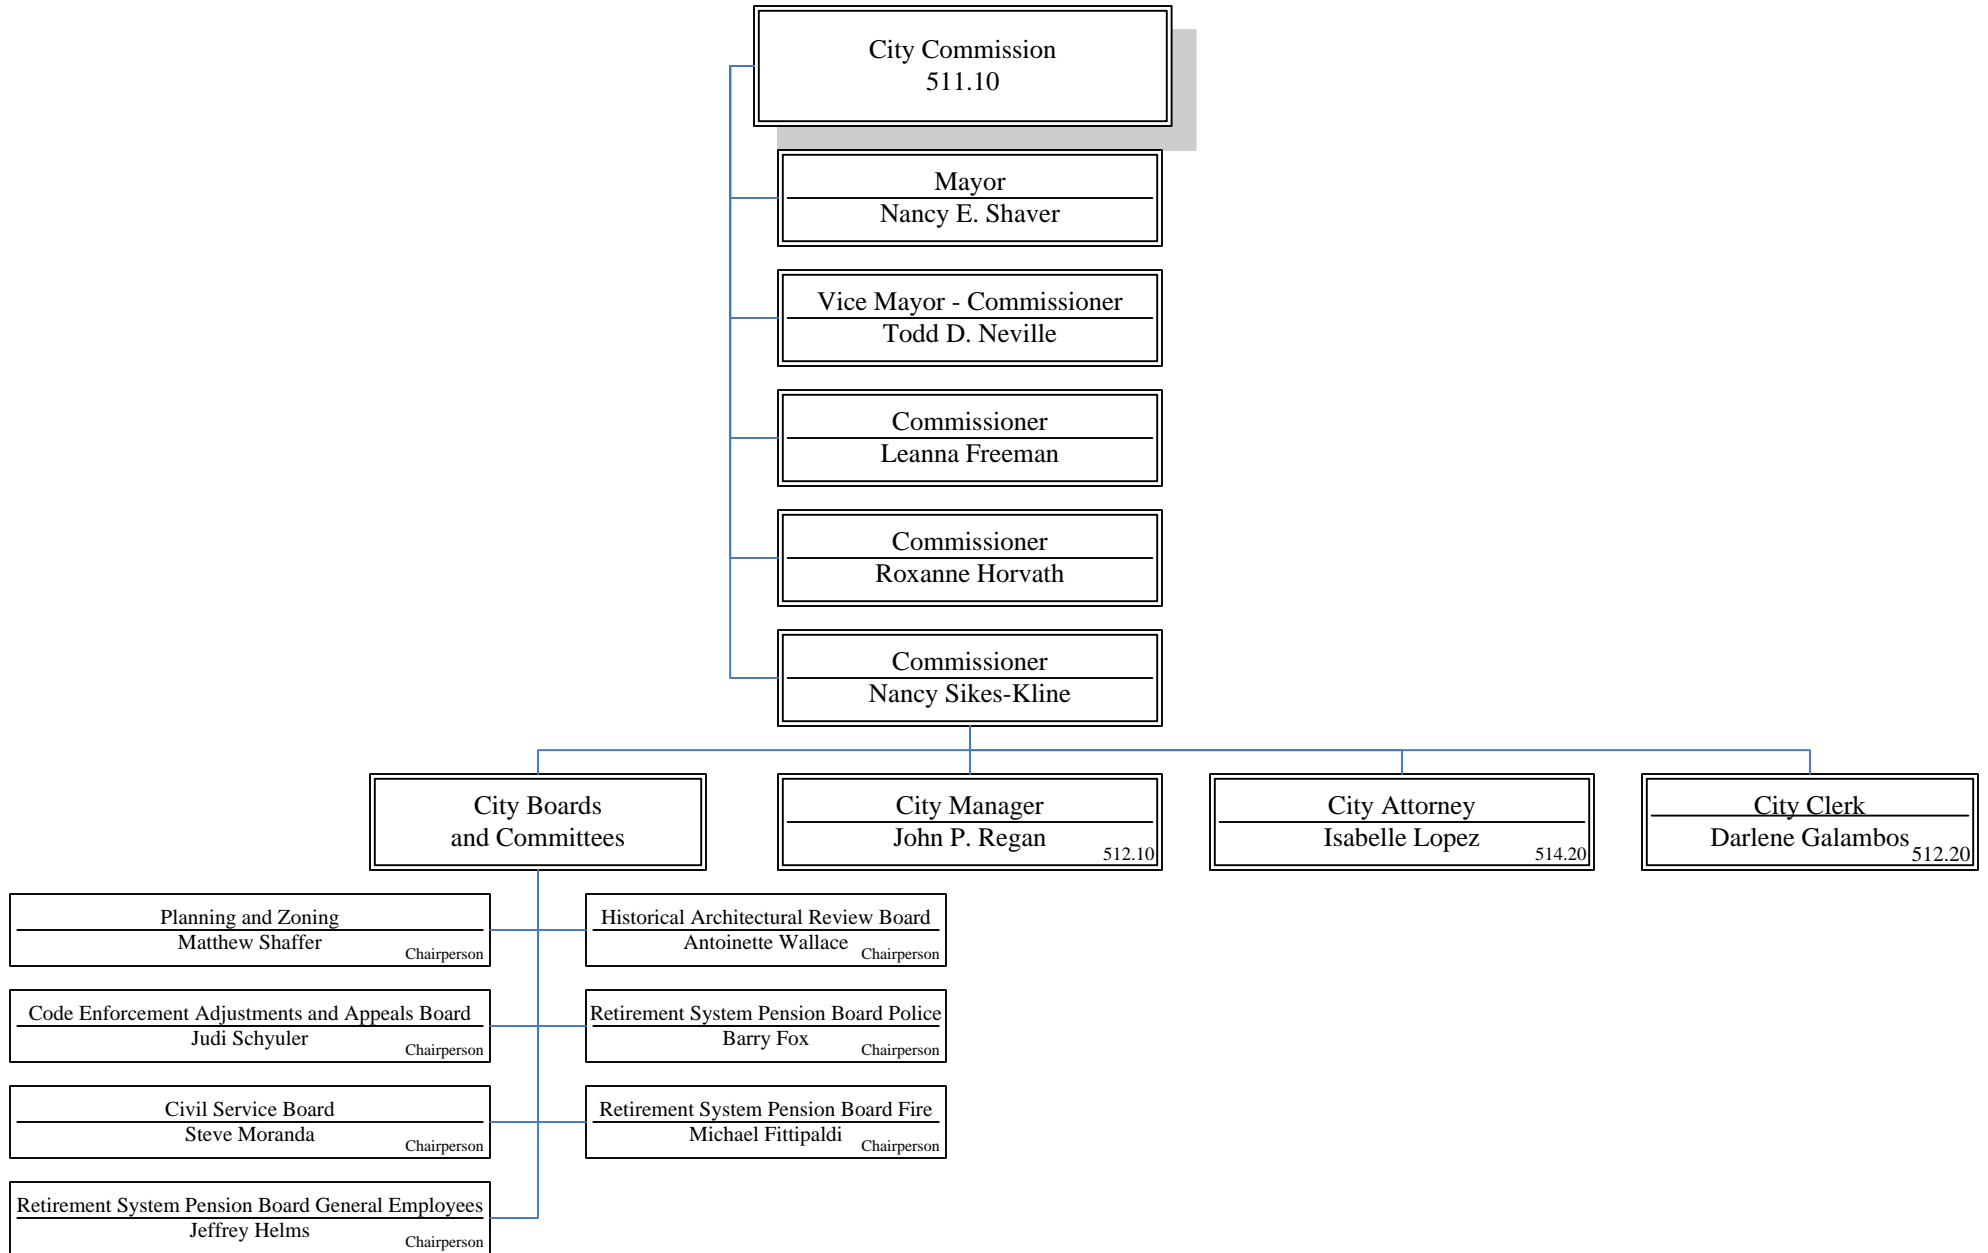 City Commission
511.10
Mayor
Nancy E. Shaver
Vice Mayor - Commissioner
Todd D. Neville
Commissioner
Leanna Freeman
Commissioner
Roxanne Horvath
Commissioner
Nancy Sikes-Kline
City Boards
and Committees
City Manager
John P. Regan
512.10
City Attorney
Isabelle Lopez
514.20
City Clerk
Darlene Galambos
512.20
Planning and Zoning
Matthew Shaffer
Chairperson
Historical Architectural Review Board
Antoinette Wallace
Chairperson
Code Enforcement Adjustments and Appeals Board
Judi Schyuler
Chairperson
Retirement System Pension Board Police
Barry Fox
Chairperson
Civil Service Board
Steve Moranda
Chairperson
Retirement System Pension Board Fire
Michael Fittipaldi
Chairperson
Retirement System Pension Board General Employees
Jeffrey Helms
Chairperson